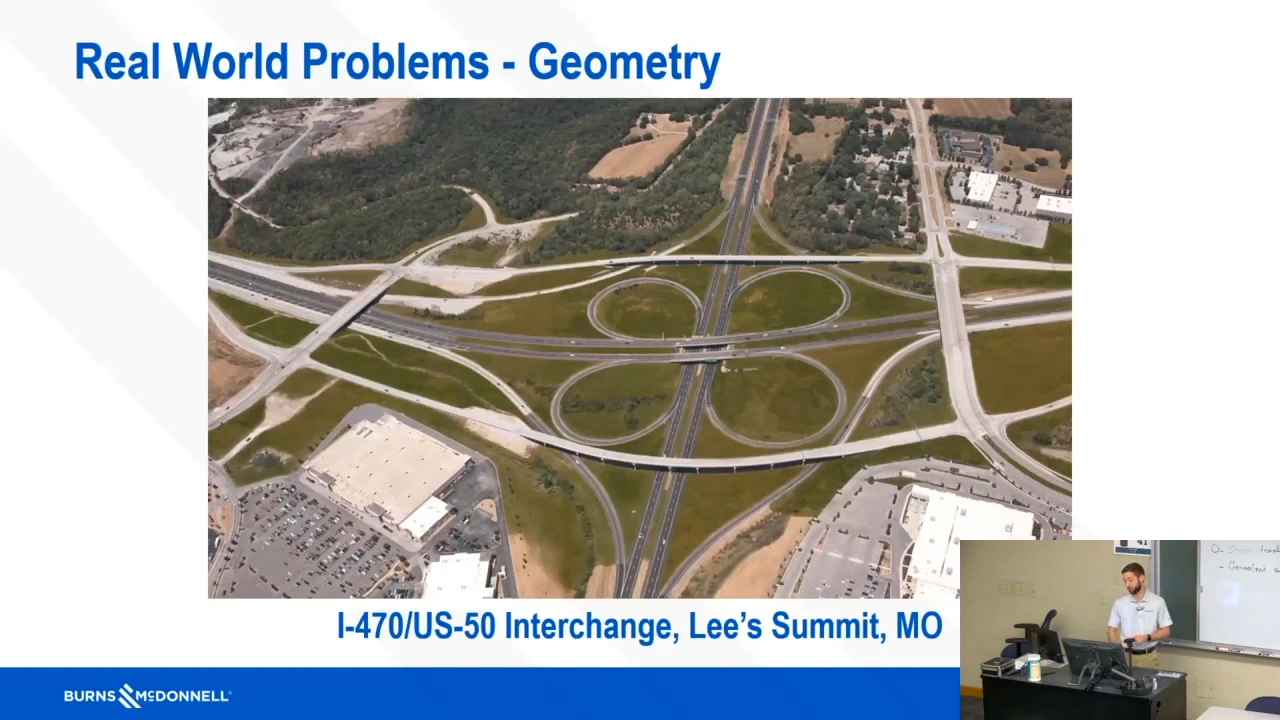 Real World Problems - Geometry
I-470/US-50 Interchange, Lee's Summit, MO
BURNS McDONNELL